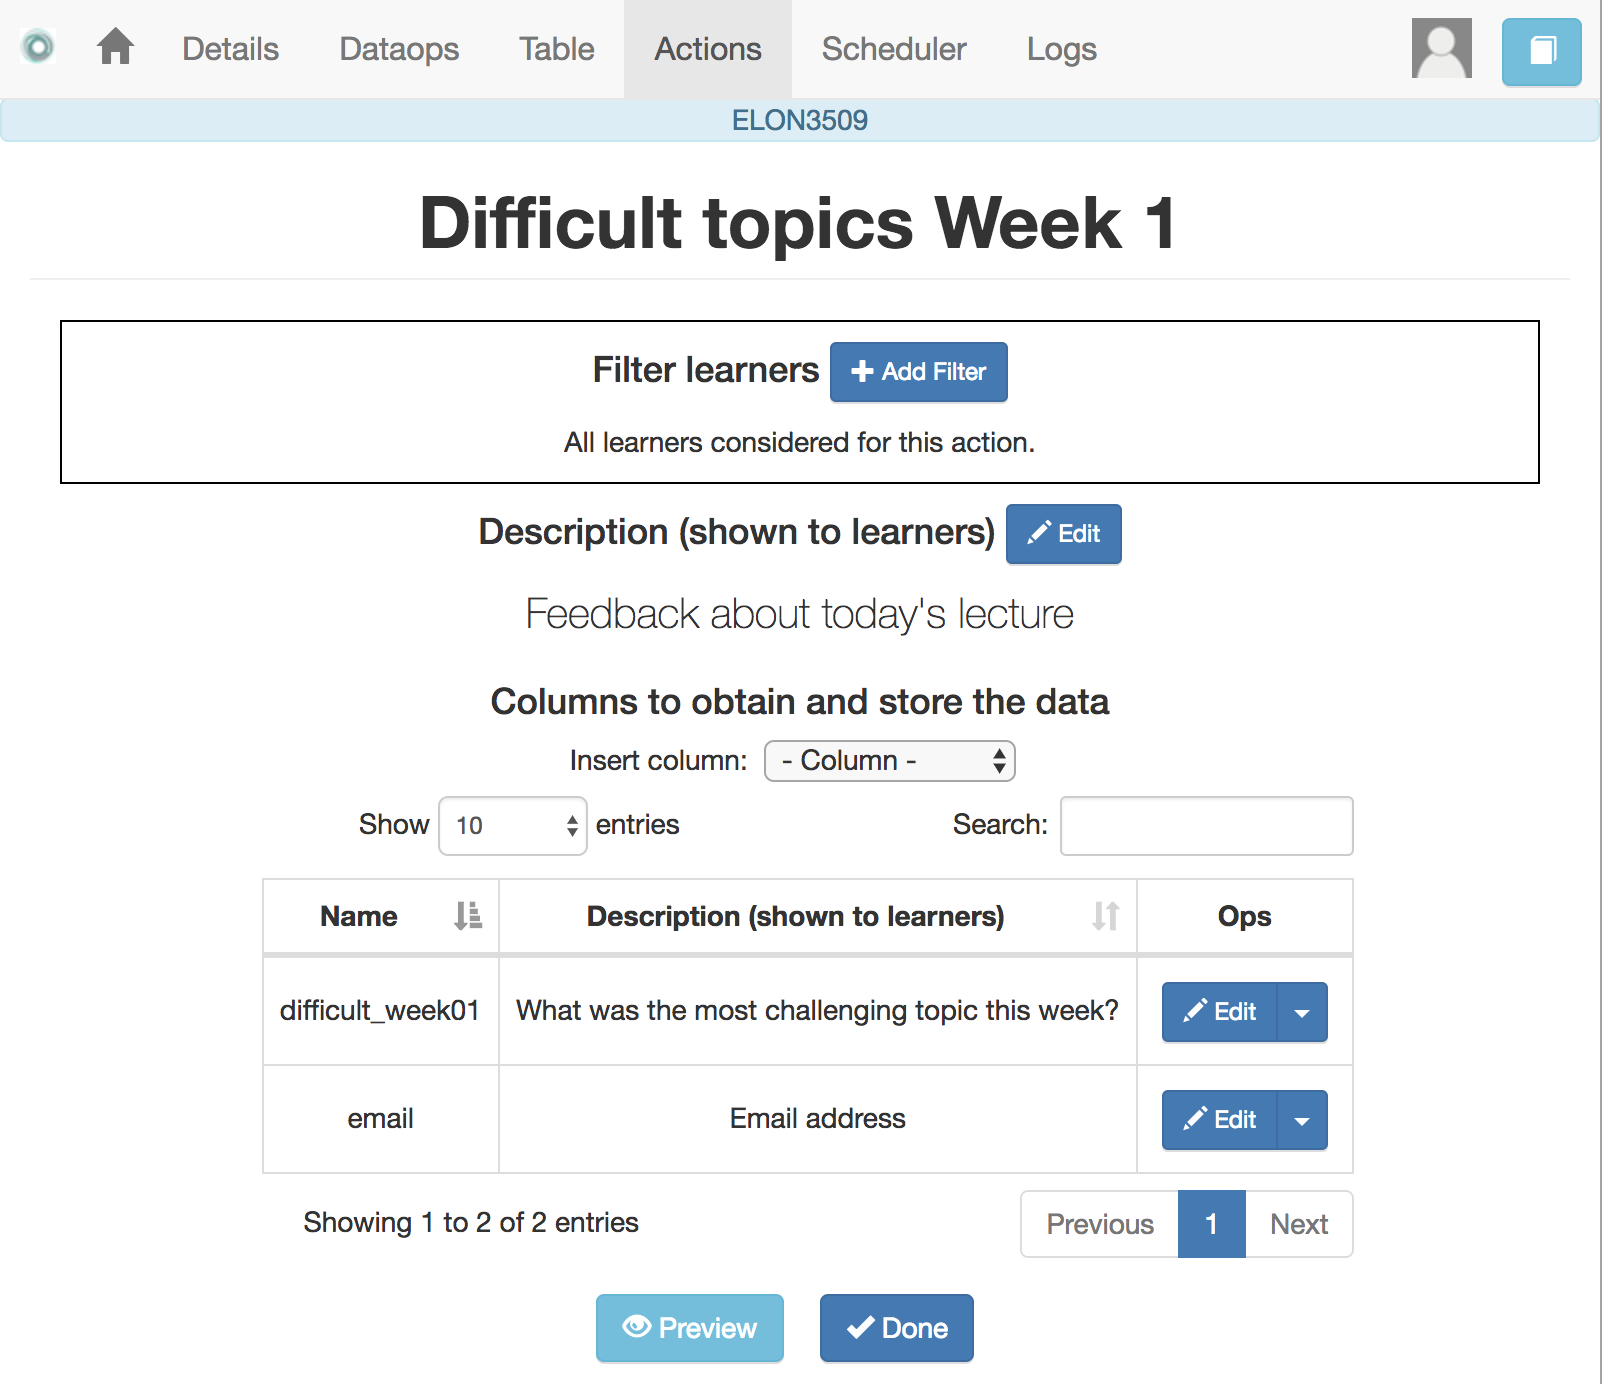 Details Dataops Table Actions Scheduler Logs
ELON3509
Difficult topics Week 1
Filter learners Add Filter
All learners considered for this action.
Description (shown to learners) Edit
Feedback about today's lecture
Columns to obtain and store the data
Insert column: - Column -
Show 10 entries Search:
Name Description (shown to learners) Ops
difficult_week01 What was the most challenging topic this week? Edit
email Email address Edit
Showing 1 to 2 of 2 entries Previous 1 Next
Preview Done